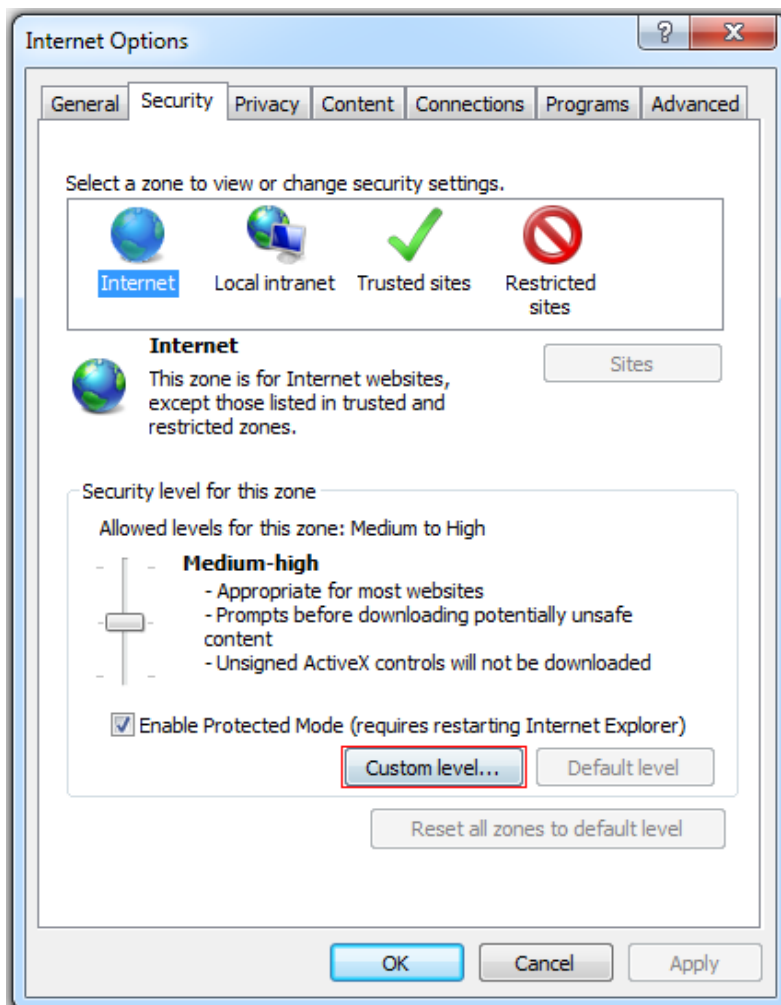 Internet Options
General Security Privacy Content Connections Programs Advanced
Select a zone to view or change security settings.
Internet Local intranet Trusted sites Restricted
sites
Internet
Sites
This zone is for Internet websites,
except those listed in trusted and
restricted zones.
Security level for this zone
Allowed levels for this zone: Medium to High
Medium-high
- Appropriate for most websites
- Prompts before downloading potentially unsafe
content
- Unsigned ActiveX controls will not be downloaded
Enable Protected Mode (requires restarting Internet Explorer)
Custom level... Default level
Reset all zones to default level
OK Cancel Apply